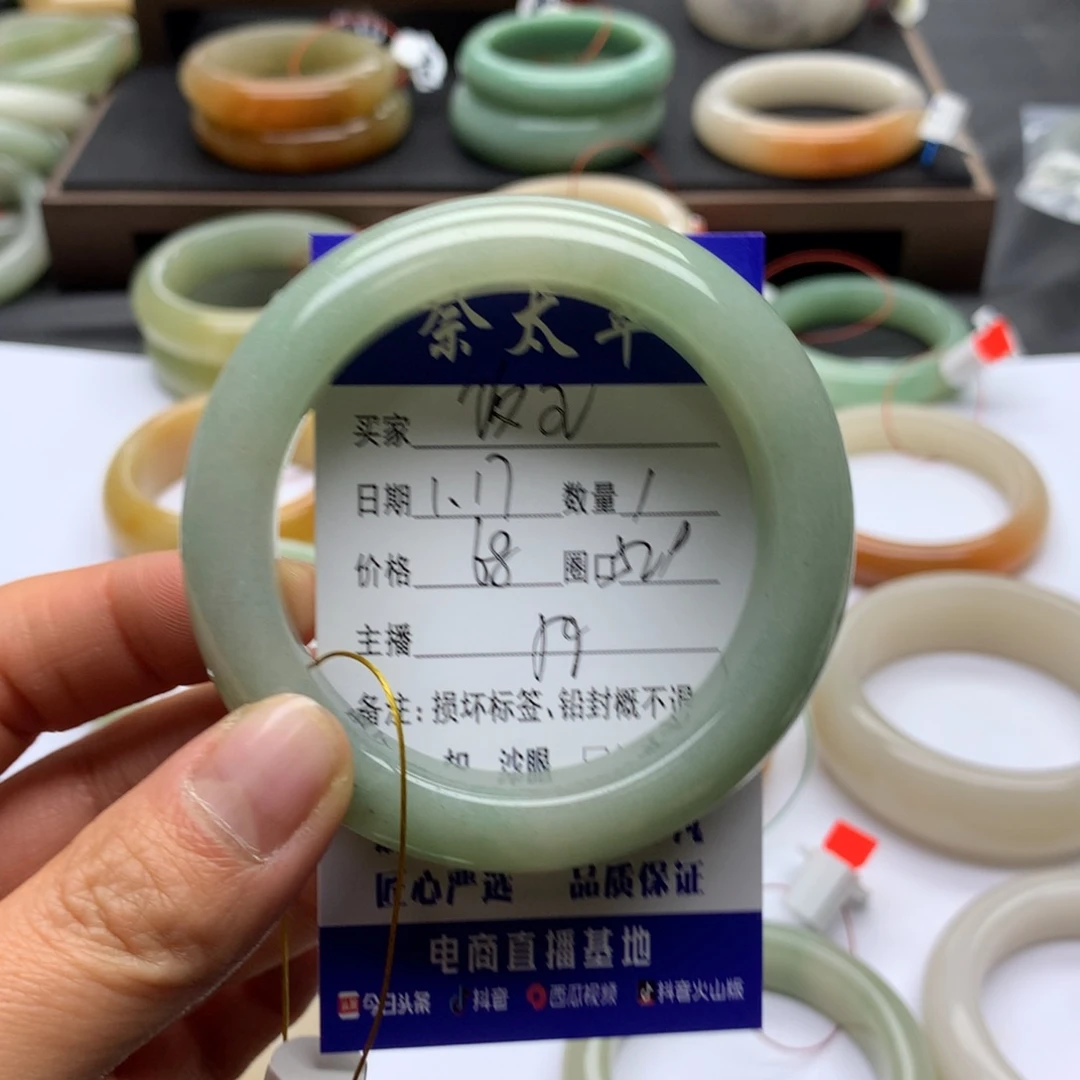 太
买家
日期 1、17 数量 1
价格 68 圈口 52
主播
备注: 损坏标签、铅封概不退
匠心严选 品质保证
电商直播基地
今日头条 抖音 西瓜视频 抖音火山版